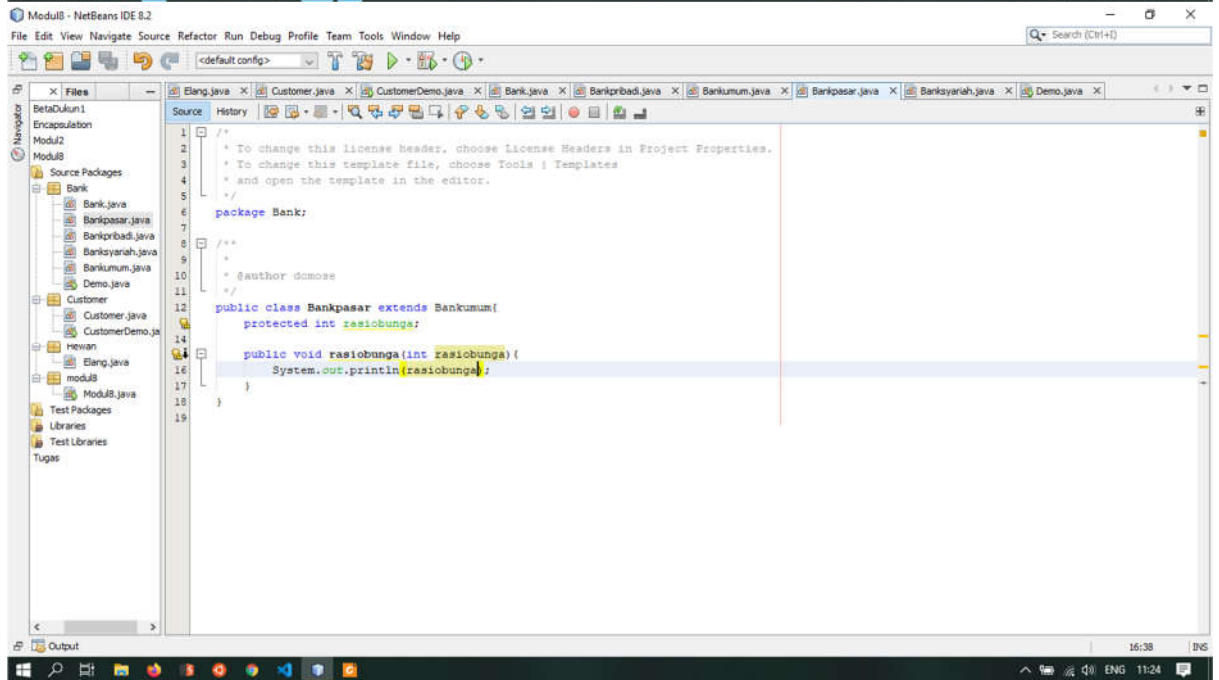 Modul8 - NetBeans IDE 8.2
File Edit View Navigate Source Refactor Run Debug Profile Team Tools Window Help
Search (Ctrl+I)
<default config>
Files
Elang.java Customer.java CustomerDemo.java Bank.java Bankpribadi.java Bankumum.java Bankpasar.java Banksyariah.java Demo.java
Navigator
BetaDukun1
Encapsulation
Modul2
Modul8
Source Packages
Bank
Bank.java
Bankpasar.java
Bankpribadi.java
Banksyariah.java
Bankumum.java
Demo.java
Customer
Customer.java
CustomerDemo.ja
Hewan
Elang.java
modul8
Modul8.java
Test Packages
Libraries
Test Libraries
Tugas
Source History
1 /*
2 * To change this license header, choose License Headers in Project Properties.
3 * To change this template file, choose Tools | Templates
4 * and open the template in the editor.
5 */
6 package Bank;
7
8 /**
9 *
10 * @author domose
11 */
12 public class Bankpasar extends Bankumum{
protected int rasiobunga;
14
public void rasiobunga(int rasiobunga){
16 System.out.println(rasiobunga);
17 }
18 }
19
Output
16:38 INS
ENG 11:24